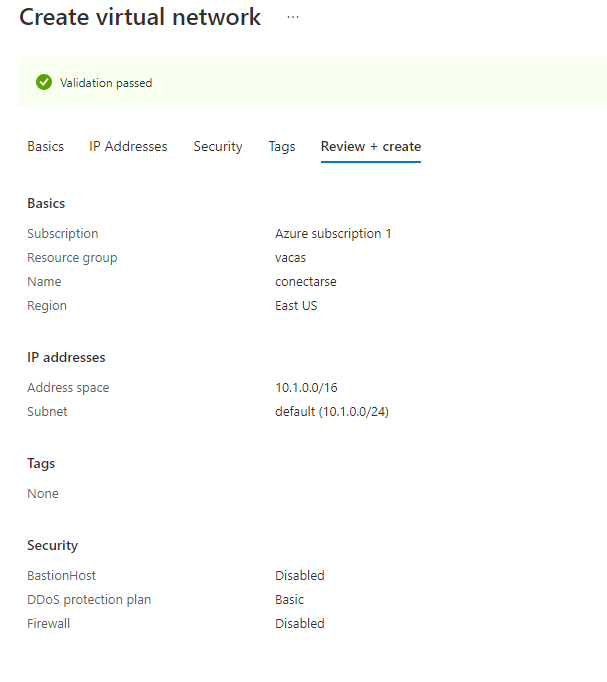 Create virtual network ...
Validation passed
Basics IP Addresses Security Tags Review + create
Basics
Subscription Azure subscription 1
Resource group vacas
Name conectarse
Region East US
IP addresses
Address space 10.1.0.0/16
Subnet default (10.1.0.0/24)
Tags
None
Security
BastionHost Disabled
DDoS protection plan Basic
Firewall Disabled